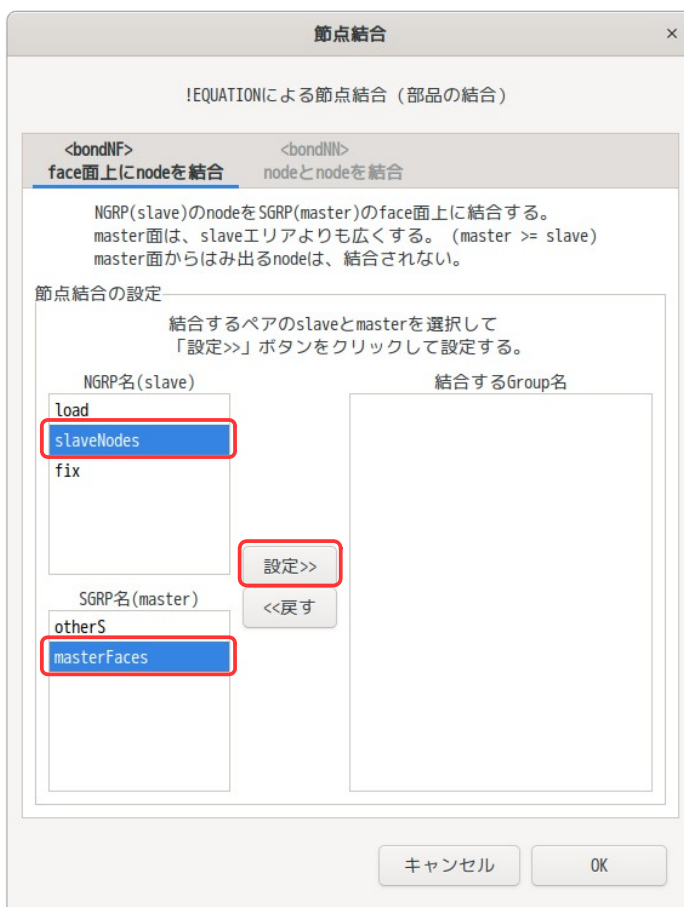 節点結合
×
!EQUATIONによる節点結合 (部品の結合)
<bondNF>
face面上にnodeを結合
<bondNN>
nodeとnodeを結合
NGRP(slave)のnodeをSGRP(master)のface面上に結合する。
master面は、slaveエリアよりも広くする。 (master >= slave)
master面からはみ出るnodeは、結合されない。
節点結合の設定
結合するペアのslaveとmasterを選択して
「設定>>」ボタンをクリックして設定する。
NGRP名(slave)
load
slaveNodes
fix
結合するGroup名
設定>>
<<戻す
SGRP名(master)
otherS
masterFaces
キャンセル
OK